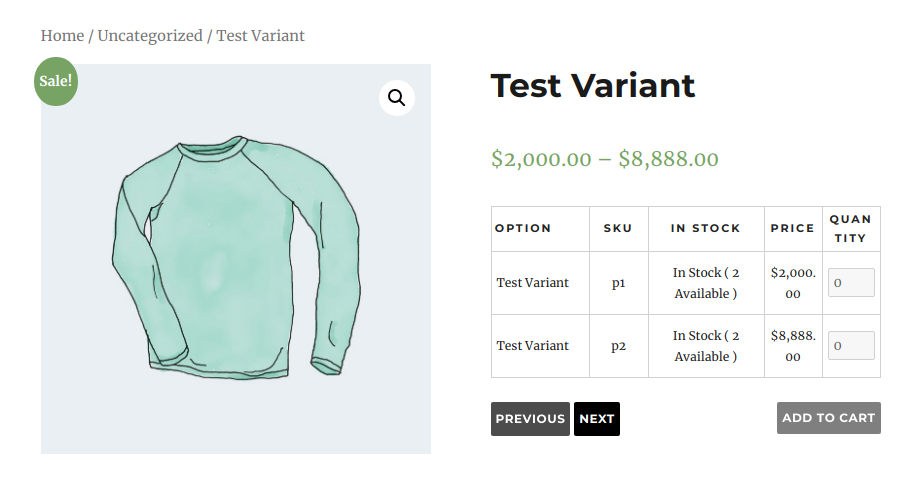 Home / Uncategorized / Test Variant
Sale!
Test Variant
$2,000.00 – $8,888.00
OPTION SKU IN STOCK PRICE QUAN
TITY
Test Variant p1 In Stock ( 2 $2,000. 0
Available ) 00
Test Variant p2 In Stock ( 2 $8,888. 0
Available ) 00
PREVIOUS NEXT ADD TO CART